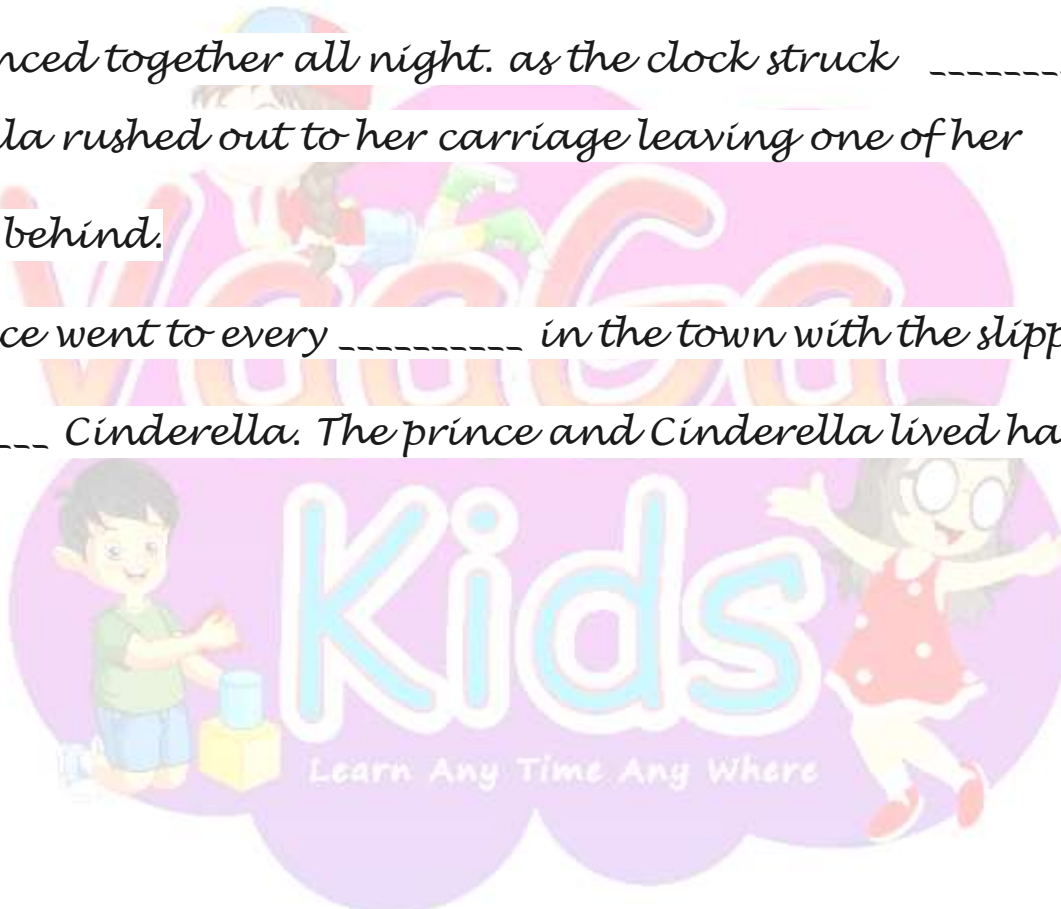 nced together all night. as the clock struck ________
la rushed out to her carriage leaving one of her
behind.
ce went to every __________ in the town with the slipp
___ Cinderella. The prince and Cinderella lived ha
VaaGa
Kids
Learn Any Time Any Where